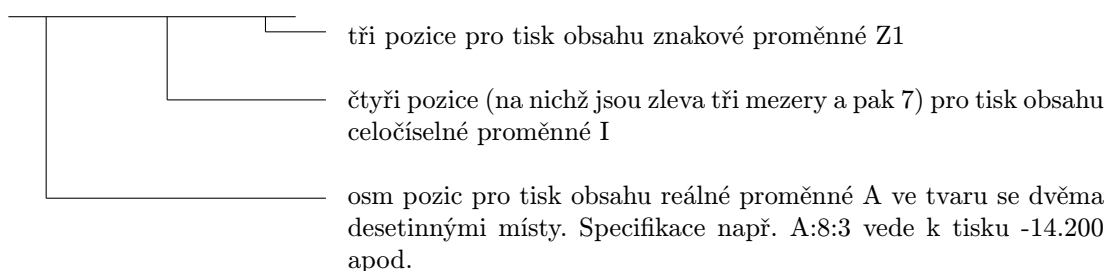 tři pozice pro tisk obsahu znakové proměnné Z1
čtyři pozice (na nichž jsou zleva tři mezery a pak 7) pro tisk obsahu
celočíselné proměnné I
osm pozic pro tisk obsahu reálné proměnné A ve tvaru se dvěma
desetinnými místy. Specifikace např. A:8:3 vede k tisku -14.200
apod.